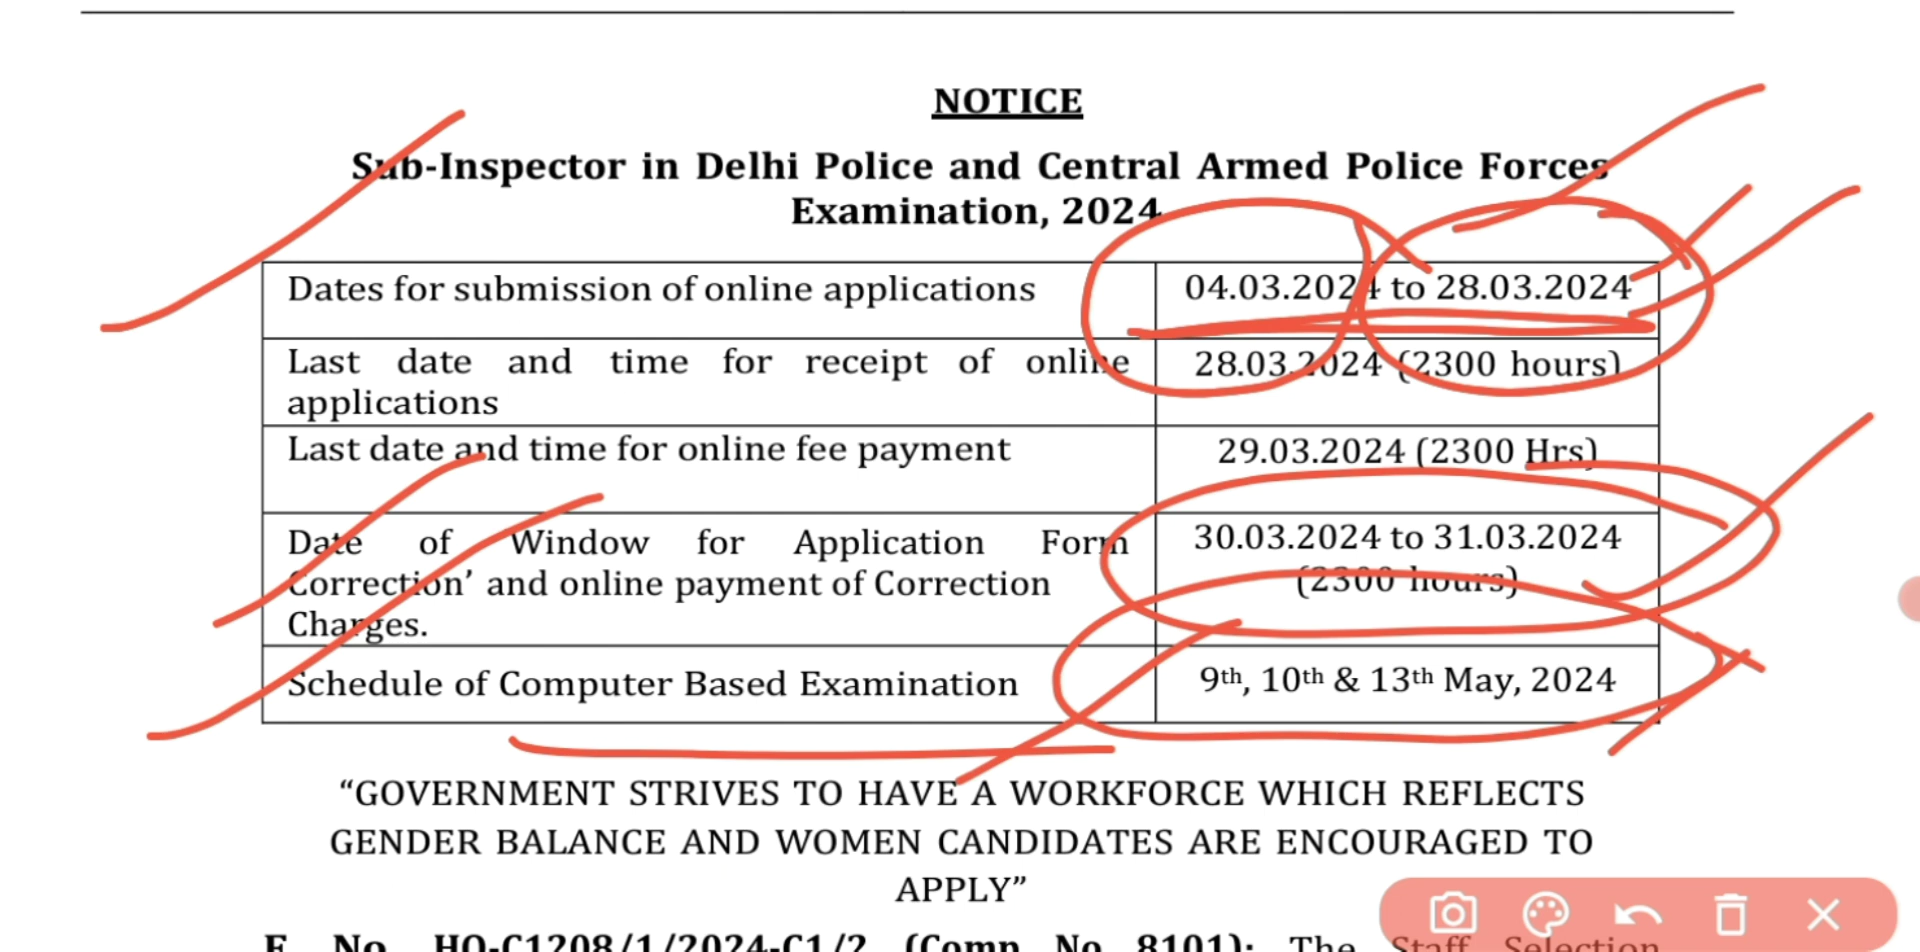 NOTICE
Sub-Inspector in Delhi Police and Central Armed Police Forces
Examination, 2024
Dates for submission of online applications 04.03.2024 to 28.03.2024
Last date and time for receipt of online 28.03.2024 (2300 hours)
applications
Last date and time for online fee payment 29.03.2024 (2300 Hrs)
Date of Window for Application Form 30.03.2024 to 31.03.2024
Correction’ and online payment of Correction (2300 hours)
Charges.
Schedule of Computer Based Examination 9th, 10th & 13th May, 2024
“GOVERNMENT STRIVES TO HAVE A WORKFORCE WHICH REFLECTS
GENDER BALANCE AND WOMEN CANDIDATES ARE ENCOURAGED TO
APPLY”
F. No. HQ-C1208/1/2024-C1/2 (Comp. No. 8101): The Staff Selection